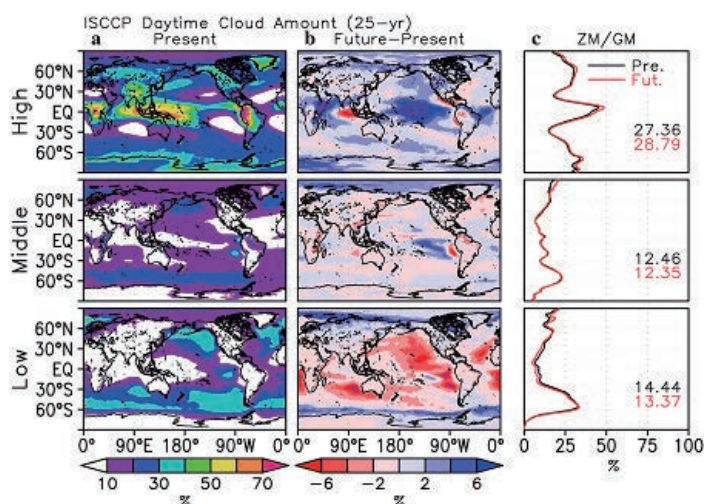 ISCCP Daytime Cloud Amount (25-yr)
a Present
b Future-Present
c ZM/GM
High
60°N
30°N
EQ
30°S
60°S
Pre.
Fut.
27.36
28.79
Middle
60°N
30°N
EQ
30°S
60°S
12.46
12.35
Low
60°N
30°N
EQ
30°S
60°S
14.44
13.37
0° 90°E 180° 90°W 0°
0° 90°E 180° 90°W 0°
0 25 50 75 100
%
10 30 50 70
%
-6 -2 2 6
%